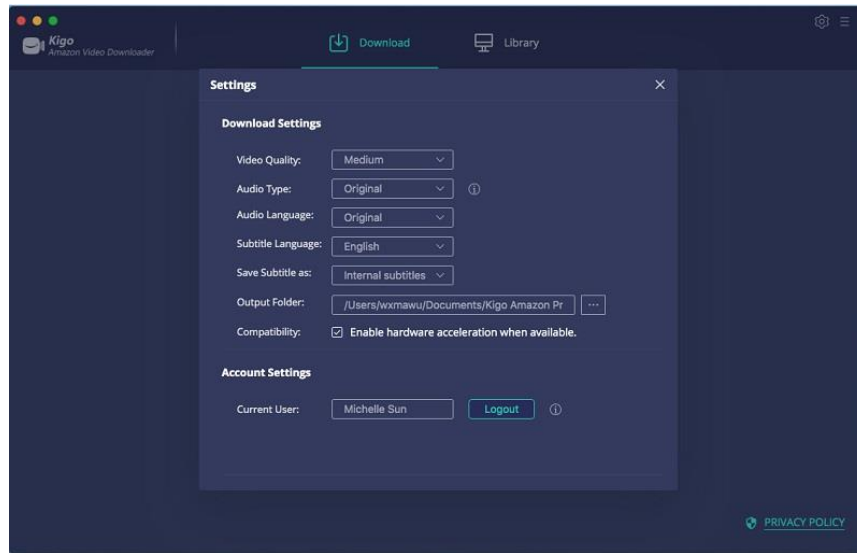 Kigo
Amazon Video Downloader
Download
Library
Settings
Download Settings
Video Quality: Medium
Audio Type: Original
Audio Language: Original
Subtitle Language: English
Save Subtitle as: Internal subtitles
Output Folder: /Users/wxmawu/Documents/Kigo Amazon Pr ...
Compatibility: Enable hardware acceleration when available.
Account Settings
Current User: Michelle Sun Logout
PRIVACY POLICY